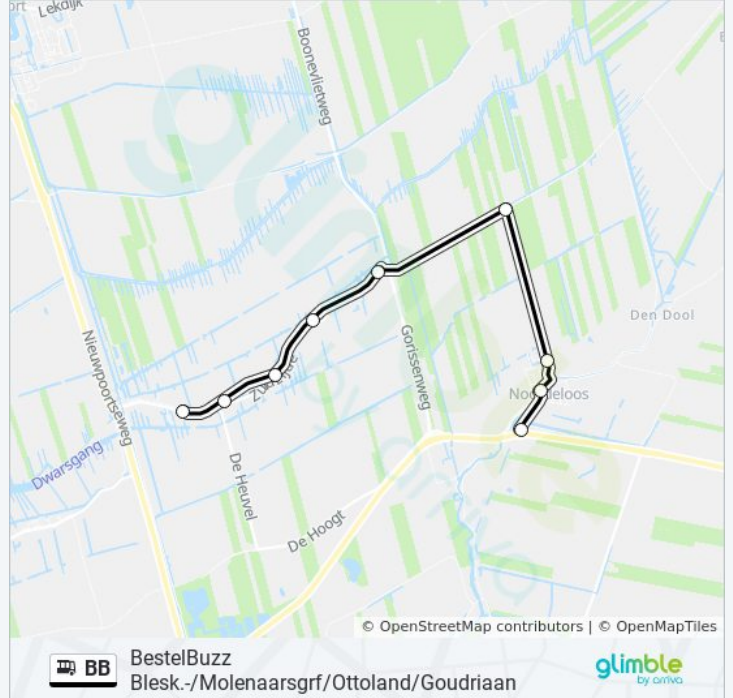 Lekdijk
Boonevlietweg
Den Dool
Gorissenweg
Nieuwpoortseweg
Noordeloos
Dwarsgang
De Heuvel
De Hoogt
© OpenStreetMap contributors | © OpenMapTiles
BB
BestelBuzz
Blesk.-/Molenaarsgrf/Ottoland/Goudriaan
glimble
by arriva